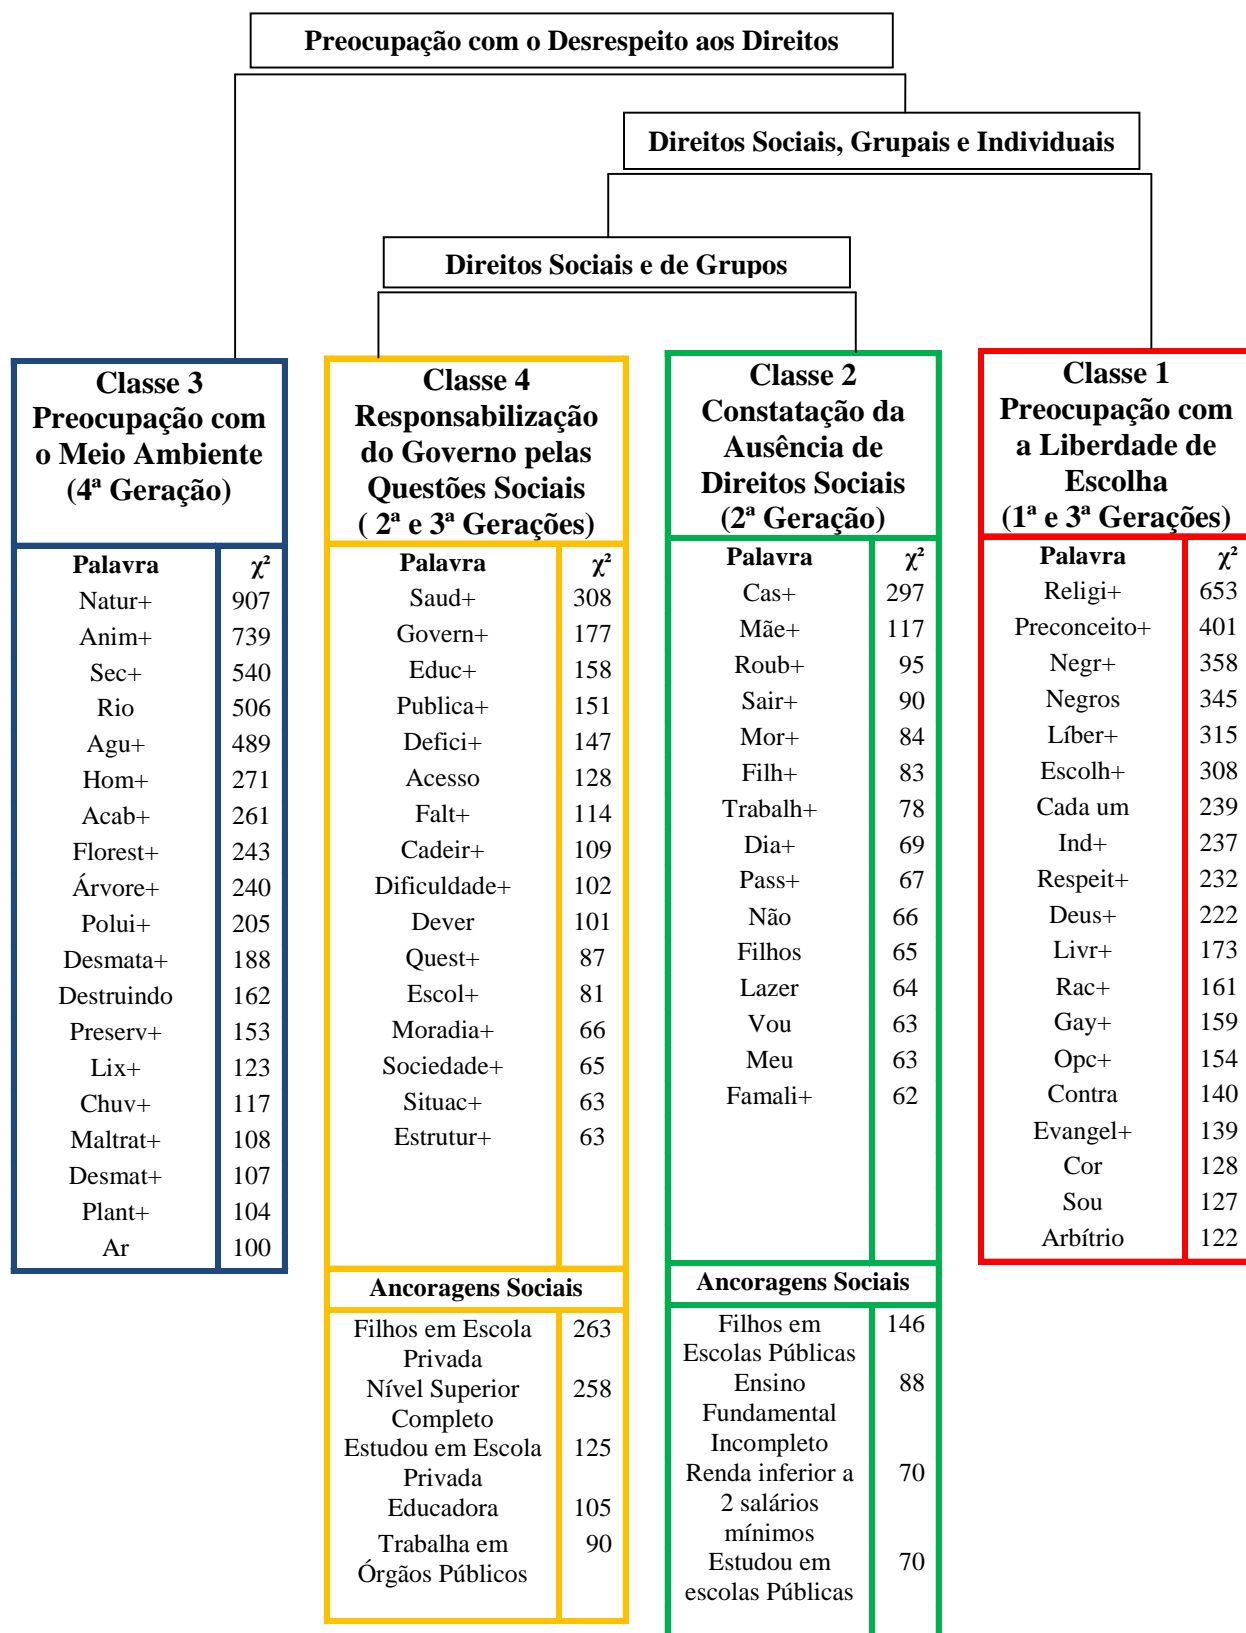 Preocupação com o Desrespeito aos Direitos
Direitos Sociais, Grupais e Individuais
Direitos Sociais e de Grupos
Classe 3
Preocupação com
o Meio Ambiente
(4ª Geração)
Palavra χ²
Natur+ 907
Anim+ 739
Sec+ 540
Rio 506
Agu+ 489
Hom+ 271
Acab+ 261
Florest+ 243
Árvore+ 240
Polui+ 205
Desmata+ 188
Destruindo 162
Preserv+ 153
Lix+ 123
Chuv+ 117
Maltrat+ 108
Desmat+ 107
Plant+ 104
Ar 100
Classe 4
Responsabilização
do Governo pelas
Questões Sociais
( 2ª e 3ª Gerações)
Palavra χ²
Saud+ 308
Govern+ 177
Educ+ 158
Publica+ 151
Defici+ 147
Acesso 128
Falt+ 114
Cadeir+ 109
Dificuldade+ 102
Dever 101
Quest+ 87
Escol+ 81
Moradia+ 66
Sociedade+ 65
Situac+ 63
Estrutur+ 63
Ancoragens Sociais
Filhos em Escola 263
Privada
Nível Superior 258
Completo
Estudou em Escola 125
Privada
Educadora 105
Trabalha em 90
Órgãos Públicos
Classe 2
Constatação da
Ausência de
Direitos Sociais
(2ª Geração)
Palavra χ²
Cas+ 297
Mãe+ 117
Roub+ 95
Sair+ 90
Mor+ 84
Filh+ 83
Trabalh+ 78
Dia+ 69
Pass+ 67
Não 66
Filhos 65
Lazer 64
Vou 63
Meu 63
Famali+ 62
Ancoragens Sociais
Filhos em 146
Escolas Públicas
Ensino 88
Fundamental
Incompleto
Renda inferior a 70
2 salários
mínimos
Estudou em 70
escolas Públicas
Classe 1
Preocupação com
a Liberdade de
Escolha
(1ª e 3ª Gerações)
Palavra χ²
Religi+ 653
Preconceito+ 401
Negr+ 358
Negros 345
Líber+ 315
Escolh+ 308
Cada um 239
Ind+ 237
Respeit+ 232
Deus+ 222
Livr+ 173
Rac+ 161
Gay+ 159
Opc+ 154
Contra 140
Evangel+ 139
Cor 128
Sou 127
Arbítrio 122